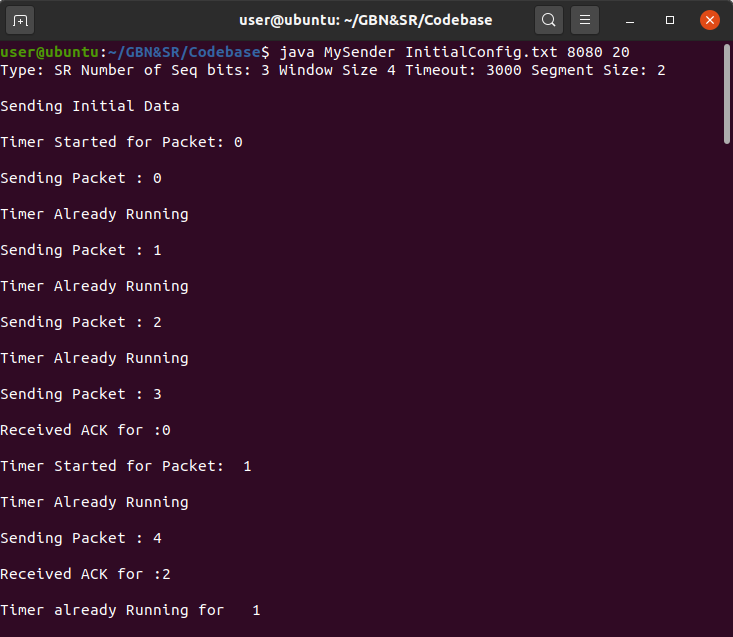 user@ubuntu: ~/GBN&SR/Codebase
user@ubuntu:~/GBN&SR/Codebase$ java MySender InitialConfig.txt 8080 20
Type: SR Number of Seq bits: 3 Window Size 4 Timeout: 3000 Segment Size: 2
Sending Initial Data
Timer Started for Packet: 0
Sending Packet : 0
Timer Already Running
Sending Packet : 1
Timer Already Running
Sending Packet : 2
Timer Already Running
Sending Packet : 3
Received ACK for :0
Timer Started for Packet:  1
Timer Already Running
Sending Packet : 4
Received ACK for :2
Timer already Running for   1